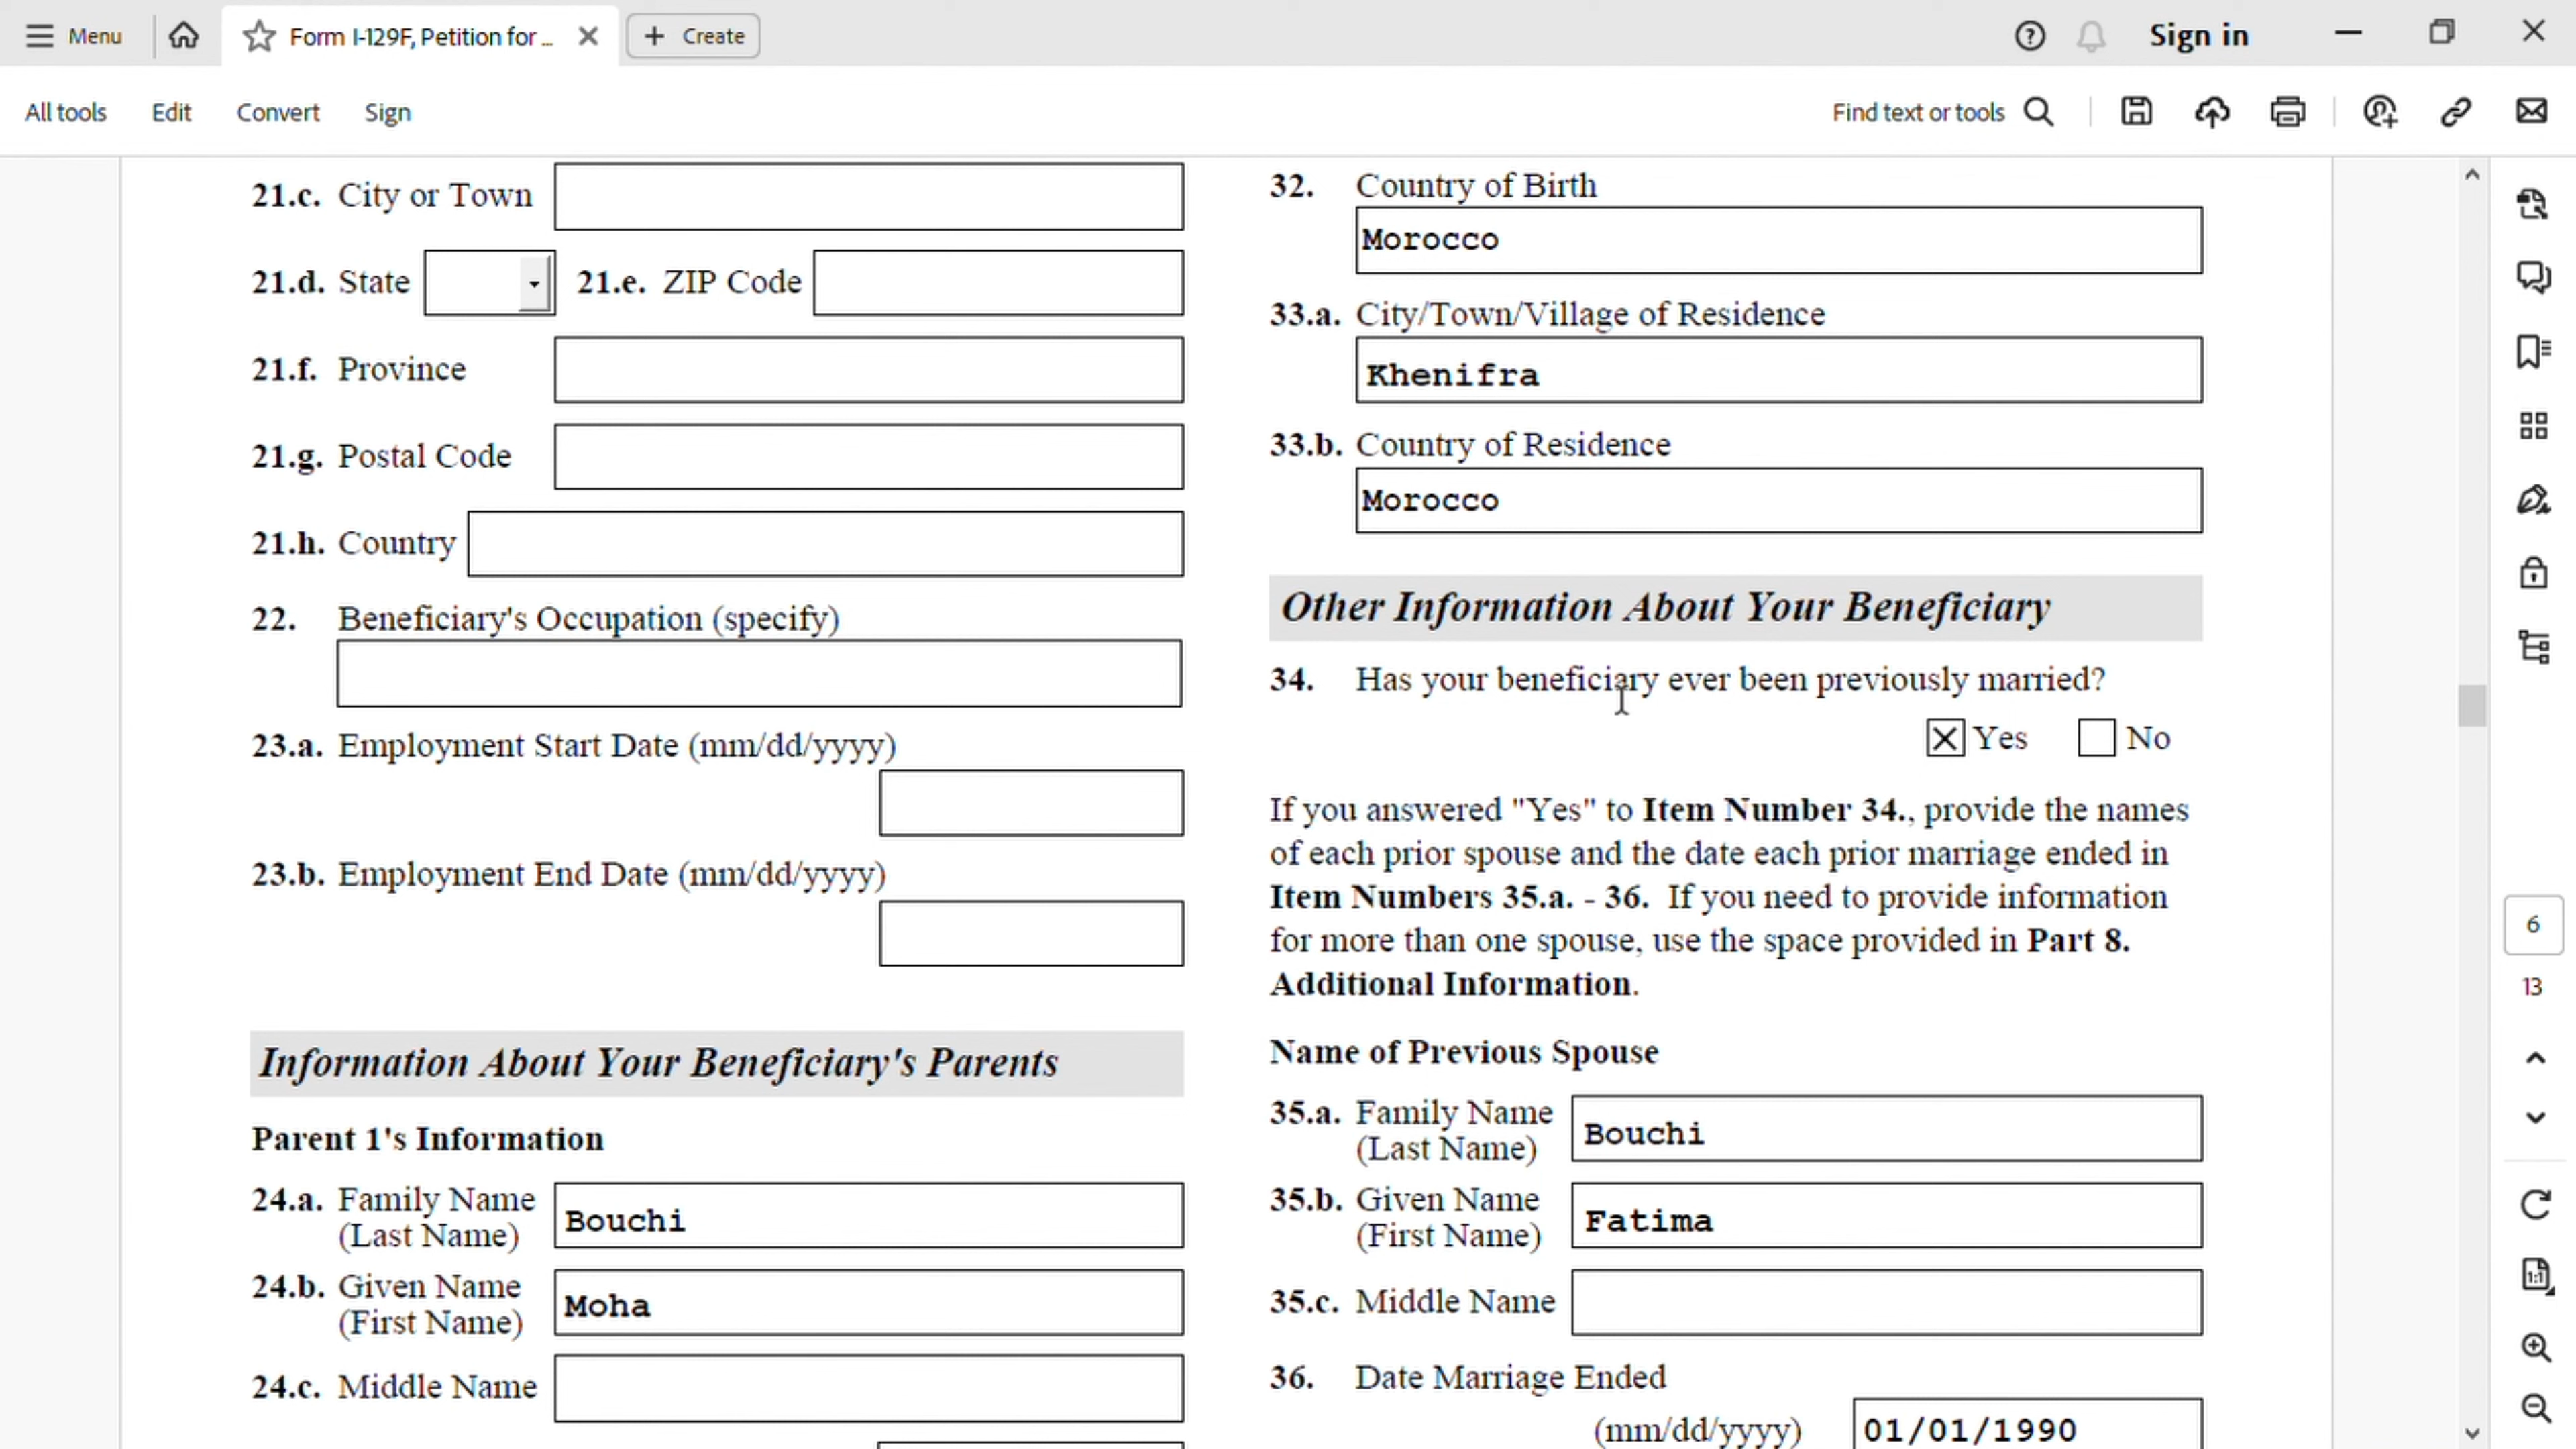 Menu
Form I-129F, Petition for ...
Create
Sign in
All tools
Edit
Convert
Sign
Find text or tools
21.c. City or Town
21.d. State
21.e. ZIP Code
21.f. Province
21.g. Postal Code
21.h. Country
22. Beneficiary's Occupation (specify)
23.a. Employment Start Date (mm/dd/yyyy)
23.b. Employment End Date (mm/dd/yyyy)
Information About Your Beneficiary's Parents
Parent 1's Information
24.a. Family Name
(Last Name)
Bouchi
24.b. Given Name
(First Name)
Moha
24.c. Middle Name
32. Country of Birth
Morocco
33.a. City/Town/Village of Residence
Khenifra
33.b. Country of Residence
Morocco
Other Information About Your Beneficiary
34. Has your beneficiary ever been previously married?
Yes
No
If you answered "Yes" to Item Number 34., provide the names
of each prior spouse and the date each prior marriage ended in
Item Numbers 35.a. - 36. If you need to provide information
for more than one spouse, use the space provided in Part 8.
Additional Information.
Name of Previous Spouse
35.a. Family Name
(Last Name)
Bouchi
35.b. Given Name
(First Name)
Fatima
35.c. Middle Name
36. Date Marriage Ended
(mm/dd/yyyy)
01/01/1990
6
13
1:1